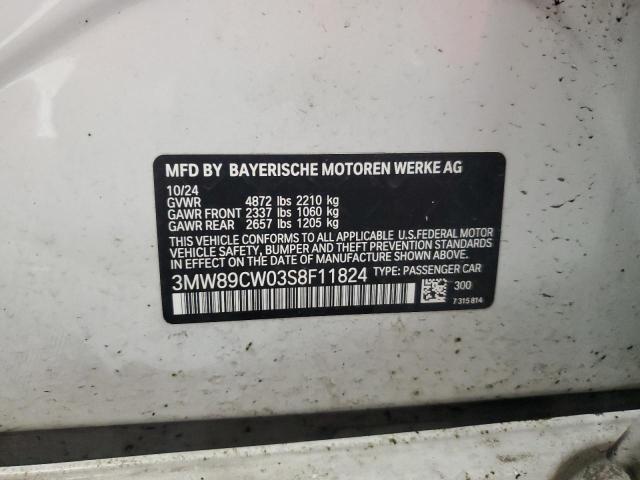 MFD BY BAYERISCHE MOTOREN WERKE AG
10/24
GVWR 4872 lbs 2210 kg
GAWR FRONT 2337 lbs 1060 kg
GAWR REAR 2657 lbs 1205 kg
THIS VEHICLE CONFORMS TO ALL APPLICABLE U.S.FEDERAL MOTOR
VEHICLE SAFETY, BUMPER AND THEFT PREVENTION STANDARDS
IN EFFECT ON THE DATE OF MANUFACTURE SHOWN ABOVE.
3MW89CW03S8F11824 TYPE: PASSENGER CAR
300
7 315 814